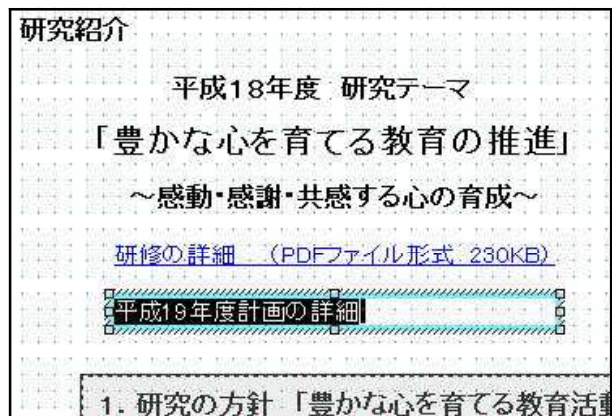 研究紹介
平成18年度 研究テーマ
「豊かな心を育てる教育の推進」
～感動・感謝・共感する心の育成～
研修の詳細 （PDFファイル形式 230KB）
平成19年度計画の詳細
1. 研究の方針 「豊かな心を育てる教育活動